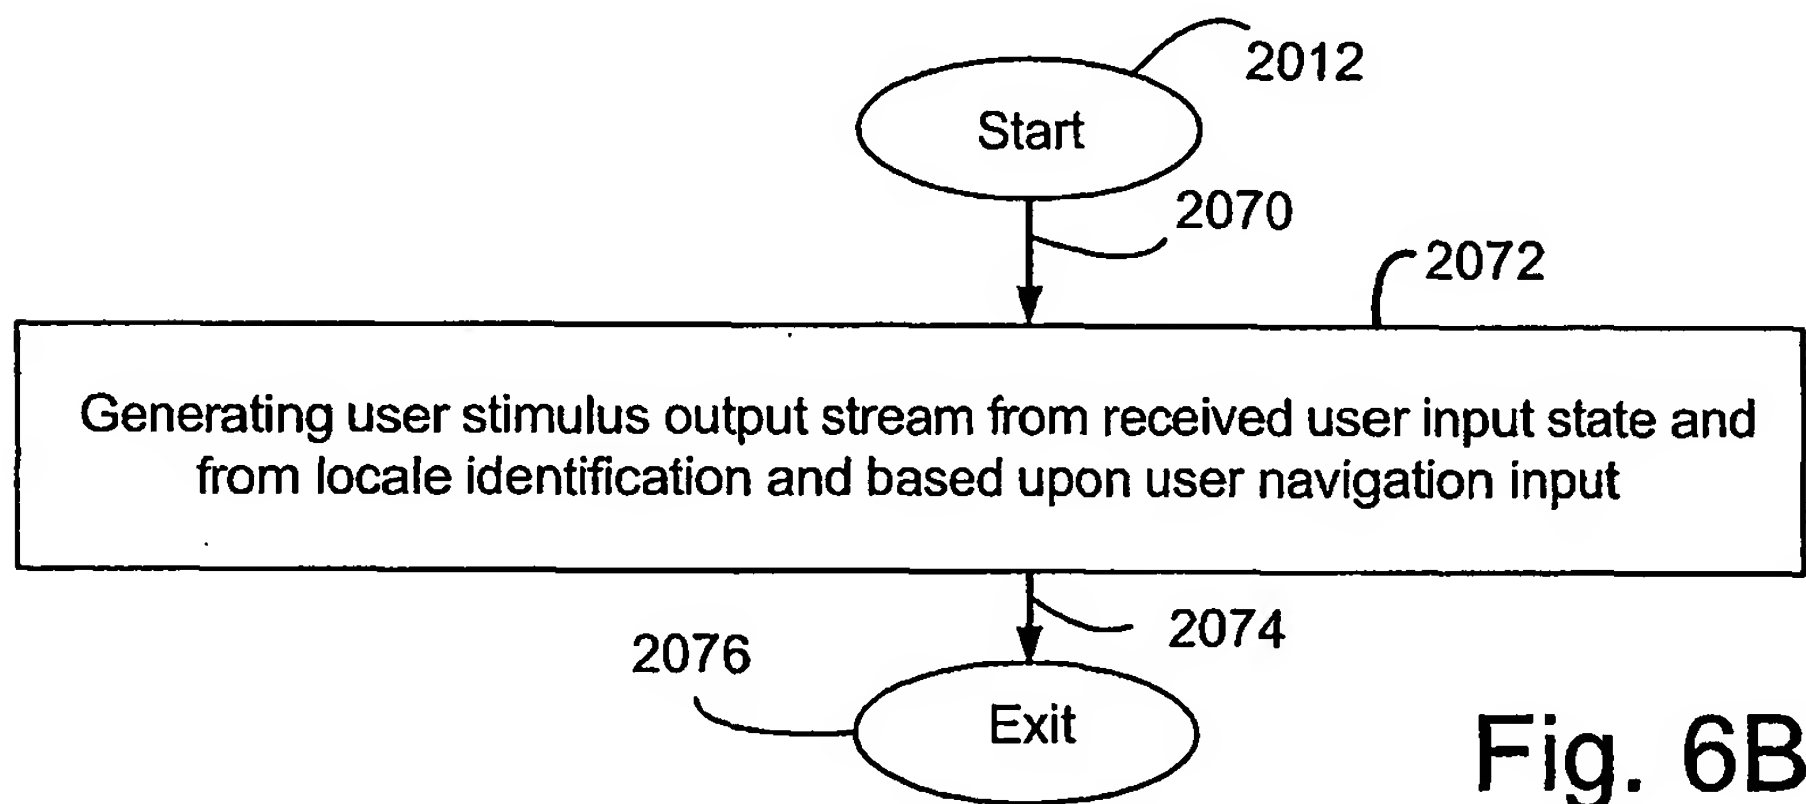 2012
Start
2070
2072
Generating user stimulus output stream from received user input state and
from locale identification and based upon user navigation input
2074
2076
Exit
Fig. 6B